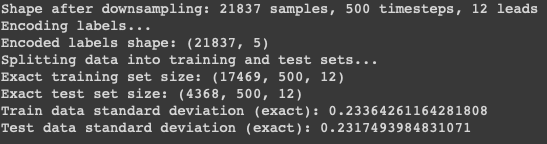 Shape after downsampling: 21837 samples, 500 timesteps, 12 leads
Encoding labels...
Encoded labels shape: (21837, 5)
Splitting data into training and test sets...
Exact training set size: (17469, 500, 12)
Exact test set size: (4368, 500, 12)
Train data standard deviation (exact): 0.23364261164281808
Test data standard deviation (exact): 0.2317493984831071